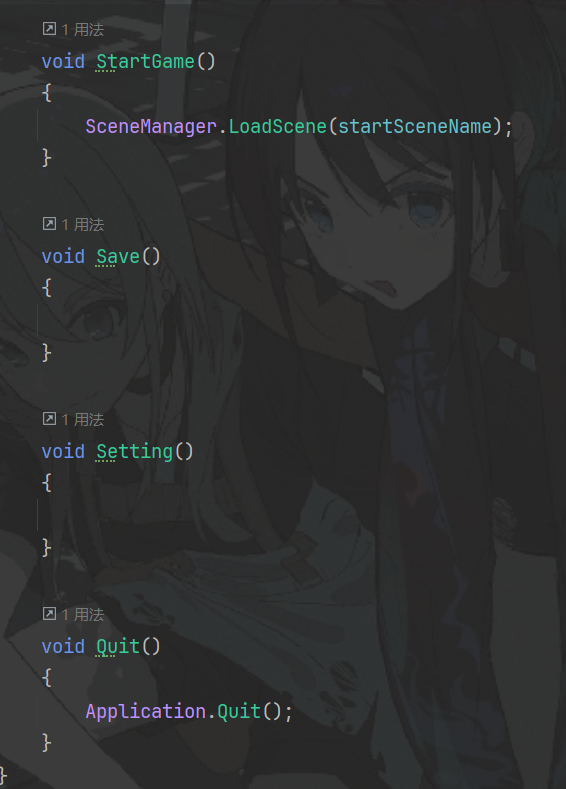 1 用法
void StartGame()
{
SceneManager.LoadScene(startSceneName);
}
1 用法
void Save()
{
}
1 用法
void Setting()
{
}
1 用法
void Quit()
{
Application.Quit();
}
}